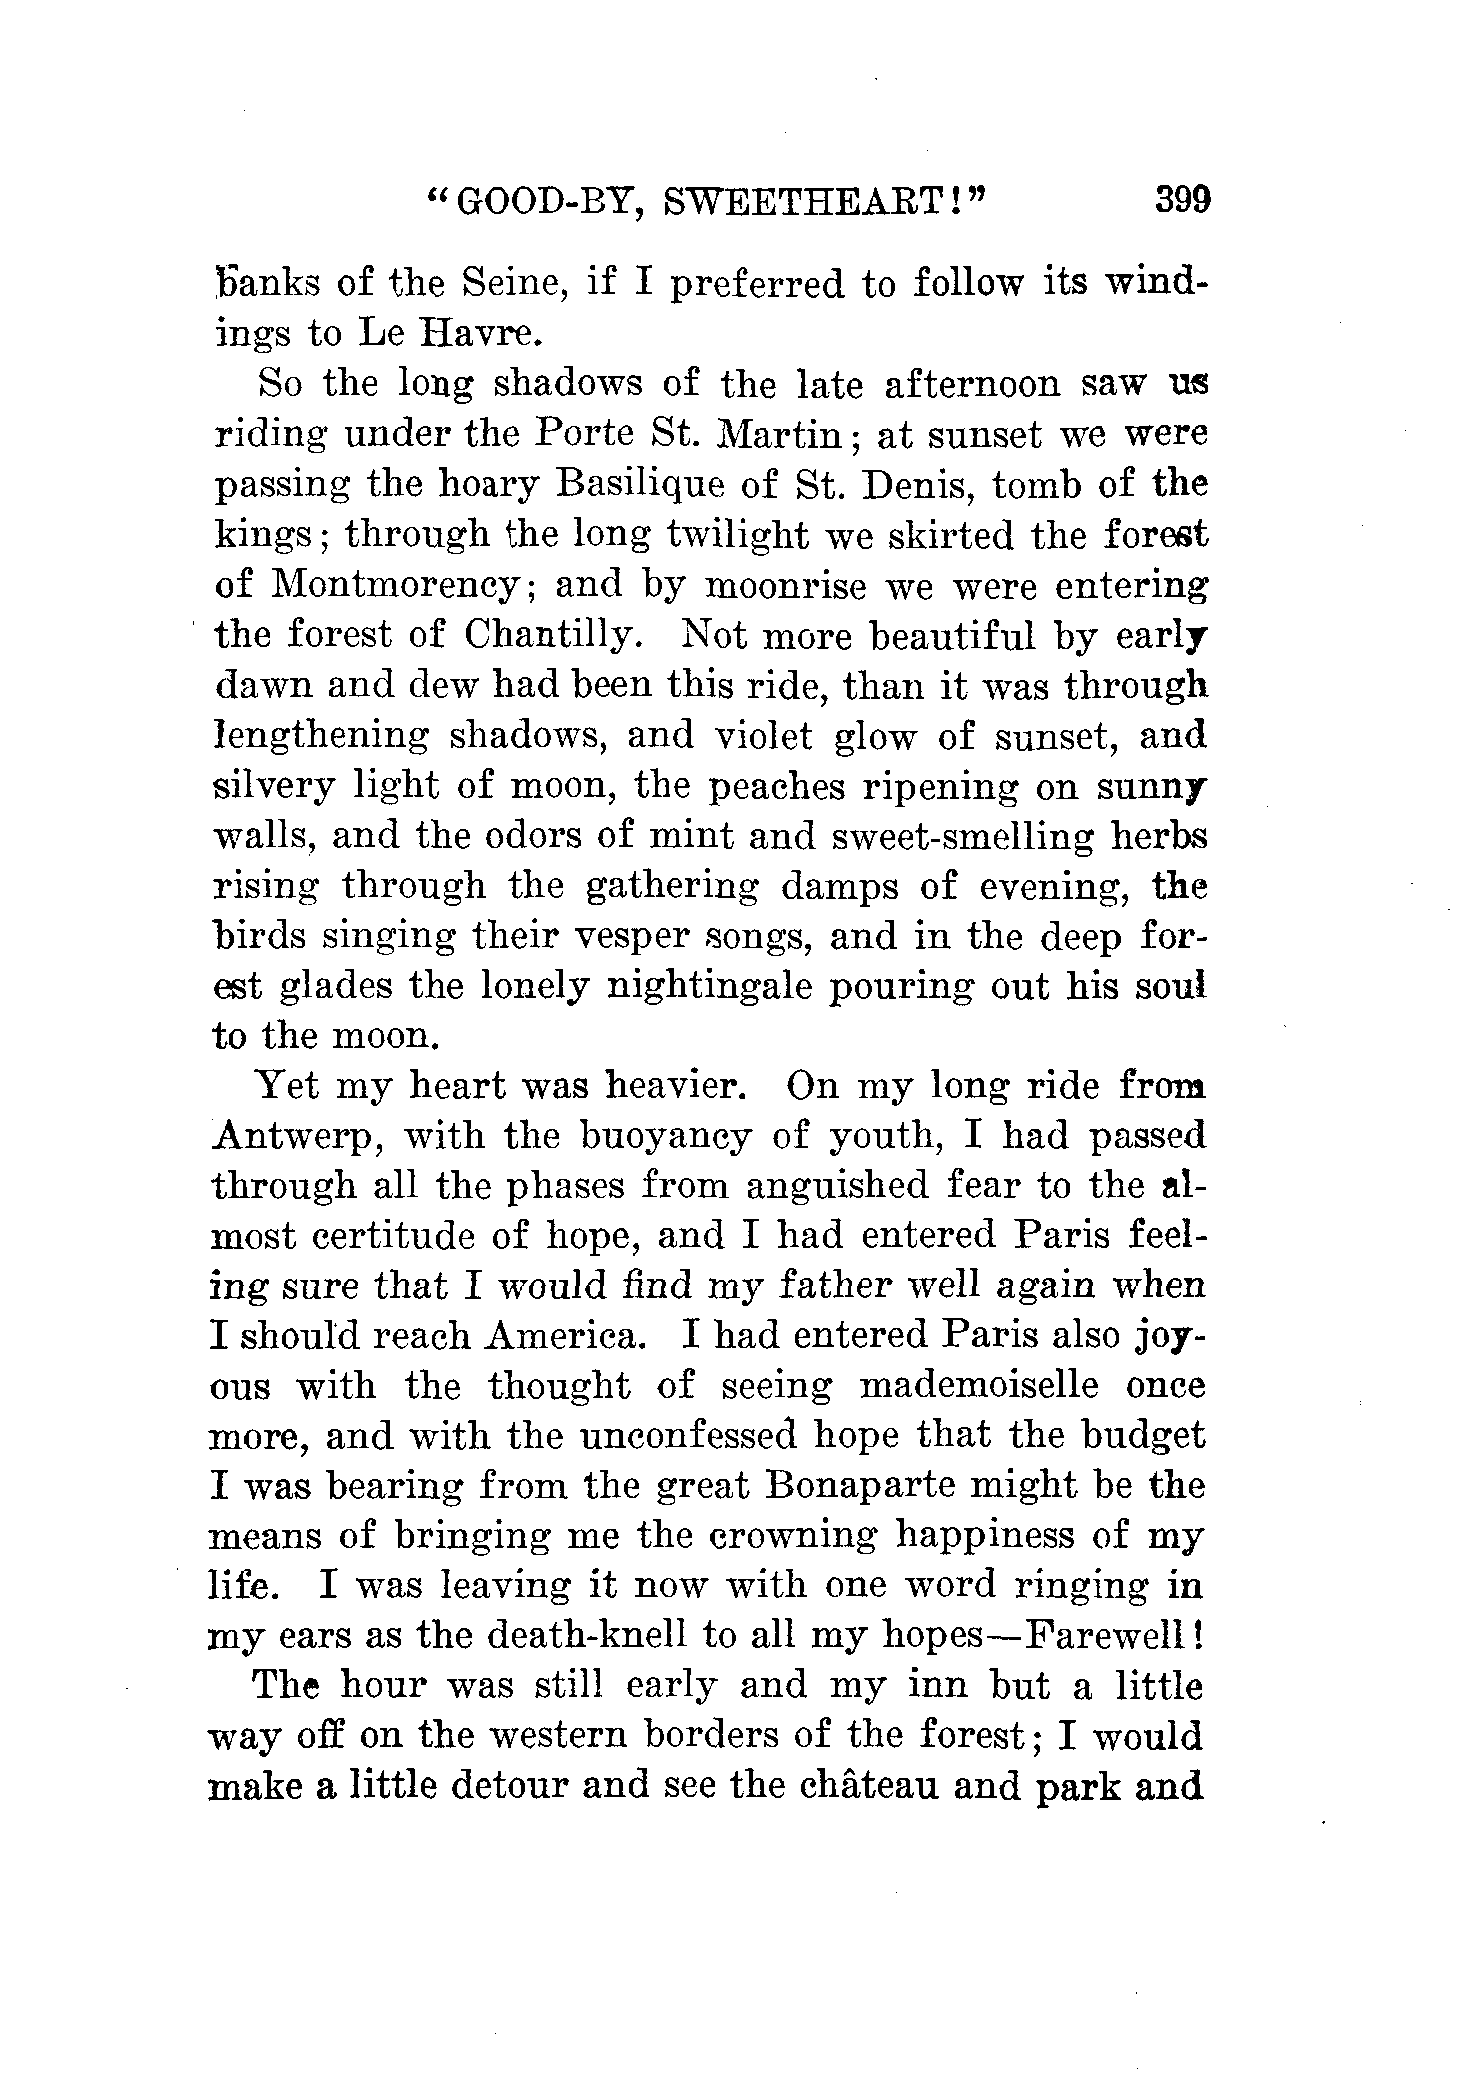 "GOOD-BY, SWEETHEART!" 399
banks of the Seine, if I preferred to follow its wind-
ings to Le Havre.
So the long shadows of the late afternoon saw us
riding under the Porte St. Martin; at sunset we were
passing the hoary Basilique of St. Denis, tomb of the
kings; through the long twilight we skirted the forest
of Montmorency; and by moonrise we were entering
the forest of Chantilly. Not more beautiful by early
dawn and dew had been this ride, than it was through
lengthening shadows, and violet glow of sunset, and
silvery light of moon, the peaches ripening on sunny
walls, and the odors of mint and sweet-smelling herbs
rising through the gathering damps of evening, the
birds singing their vesper songs, and in the deep for-
est glades the lonely nightingale pouring out his soul
to the moon.
Yet my heart was heavier. On my long ride from
Antwerp, with the buoyancy of youth, I had passed
through all the phases from anguished fear to the al-
most certitude of hope, and I had entered Paris feel-
ing sure that I would find my father well again when
I should reach America. I had entered Paris also joy-
ous with the thought of seeing mademoiselle once
more, and with the unconfessed hope that the budget
I was bearing from the great Bonaparte might be the
means of bringing me the crowning happiness of my
life. I was leaving it now with one word ringing in
my ears as the death-knell to all my hopes—Farewell!
The hour was still early and my inn but a little
way off on the western borders of the forest; I would
make a little detour and see the château and park and